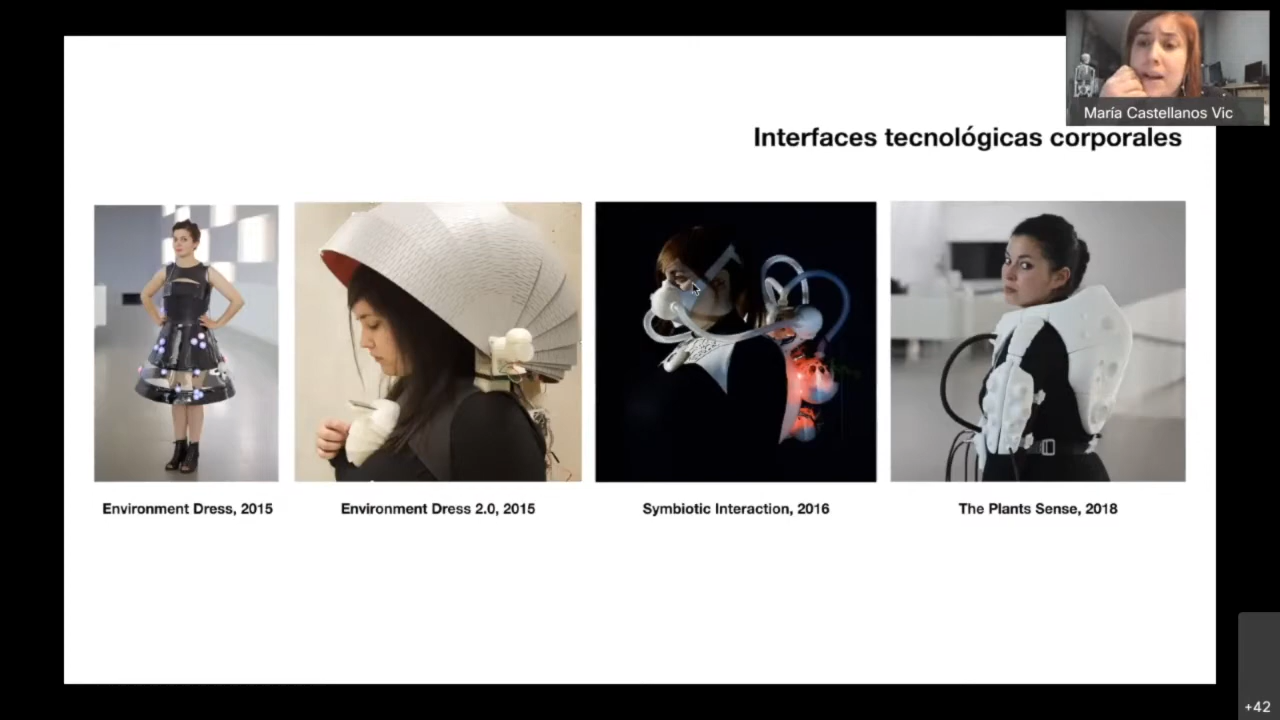 María Castellanos Vic
Interfaces tecnológicas corporales
Environment Dress, 2015
Environment Dress 2.0, 2015
Symbiotic Interaction, 2016
The Plants Sense, 2018
+42